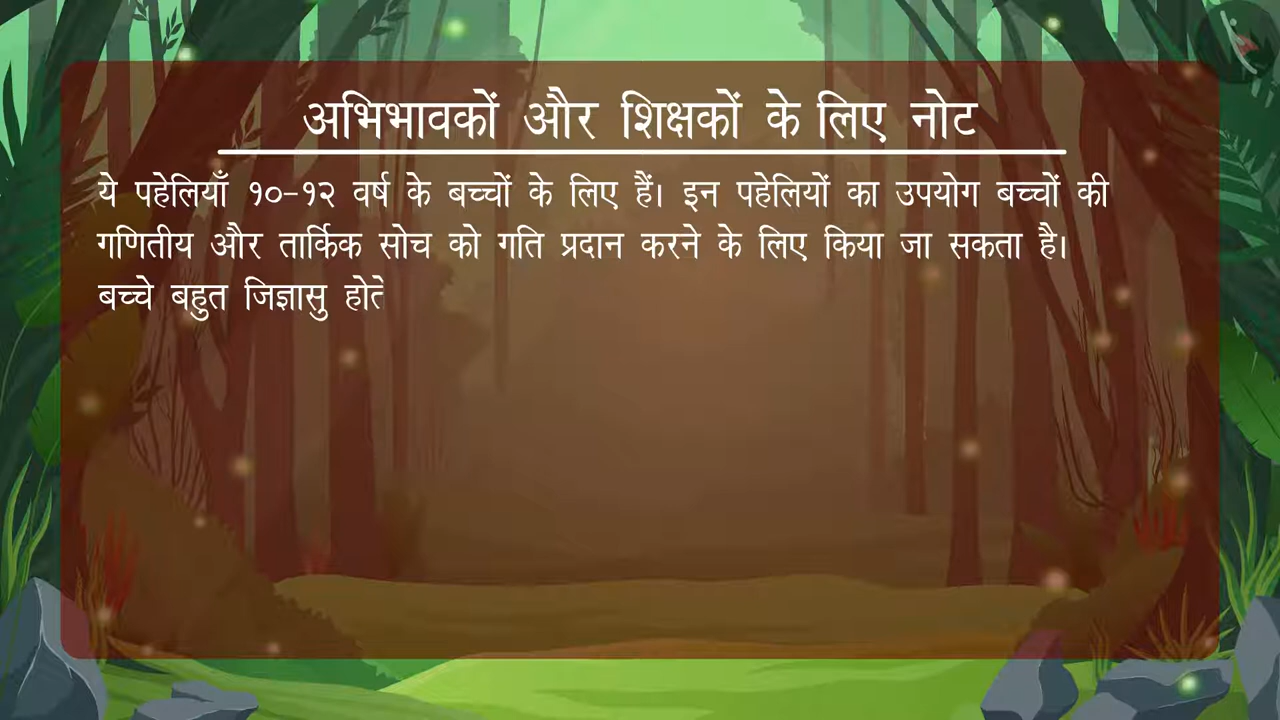 अभिभावकों और शिक्षकों के लिए नोट
ये पहेलियाँ १०-१२ वर्ष के बच्चों के लिए हैं। इन पहेलियों का उपयोग बच्चों की
गणितीय और तार्किक सोच को गति प्रदान करने के लिए किया जा सकता है।
बच्चे बहुत जिज्ञासु होते